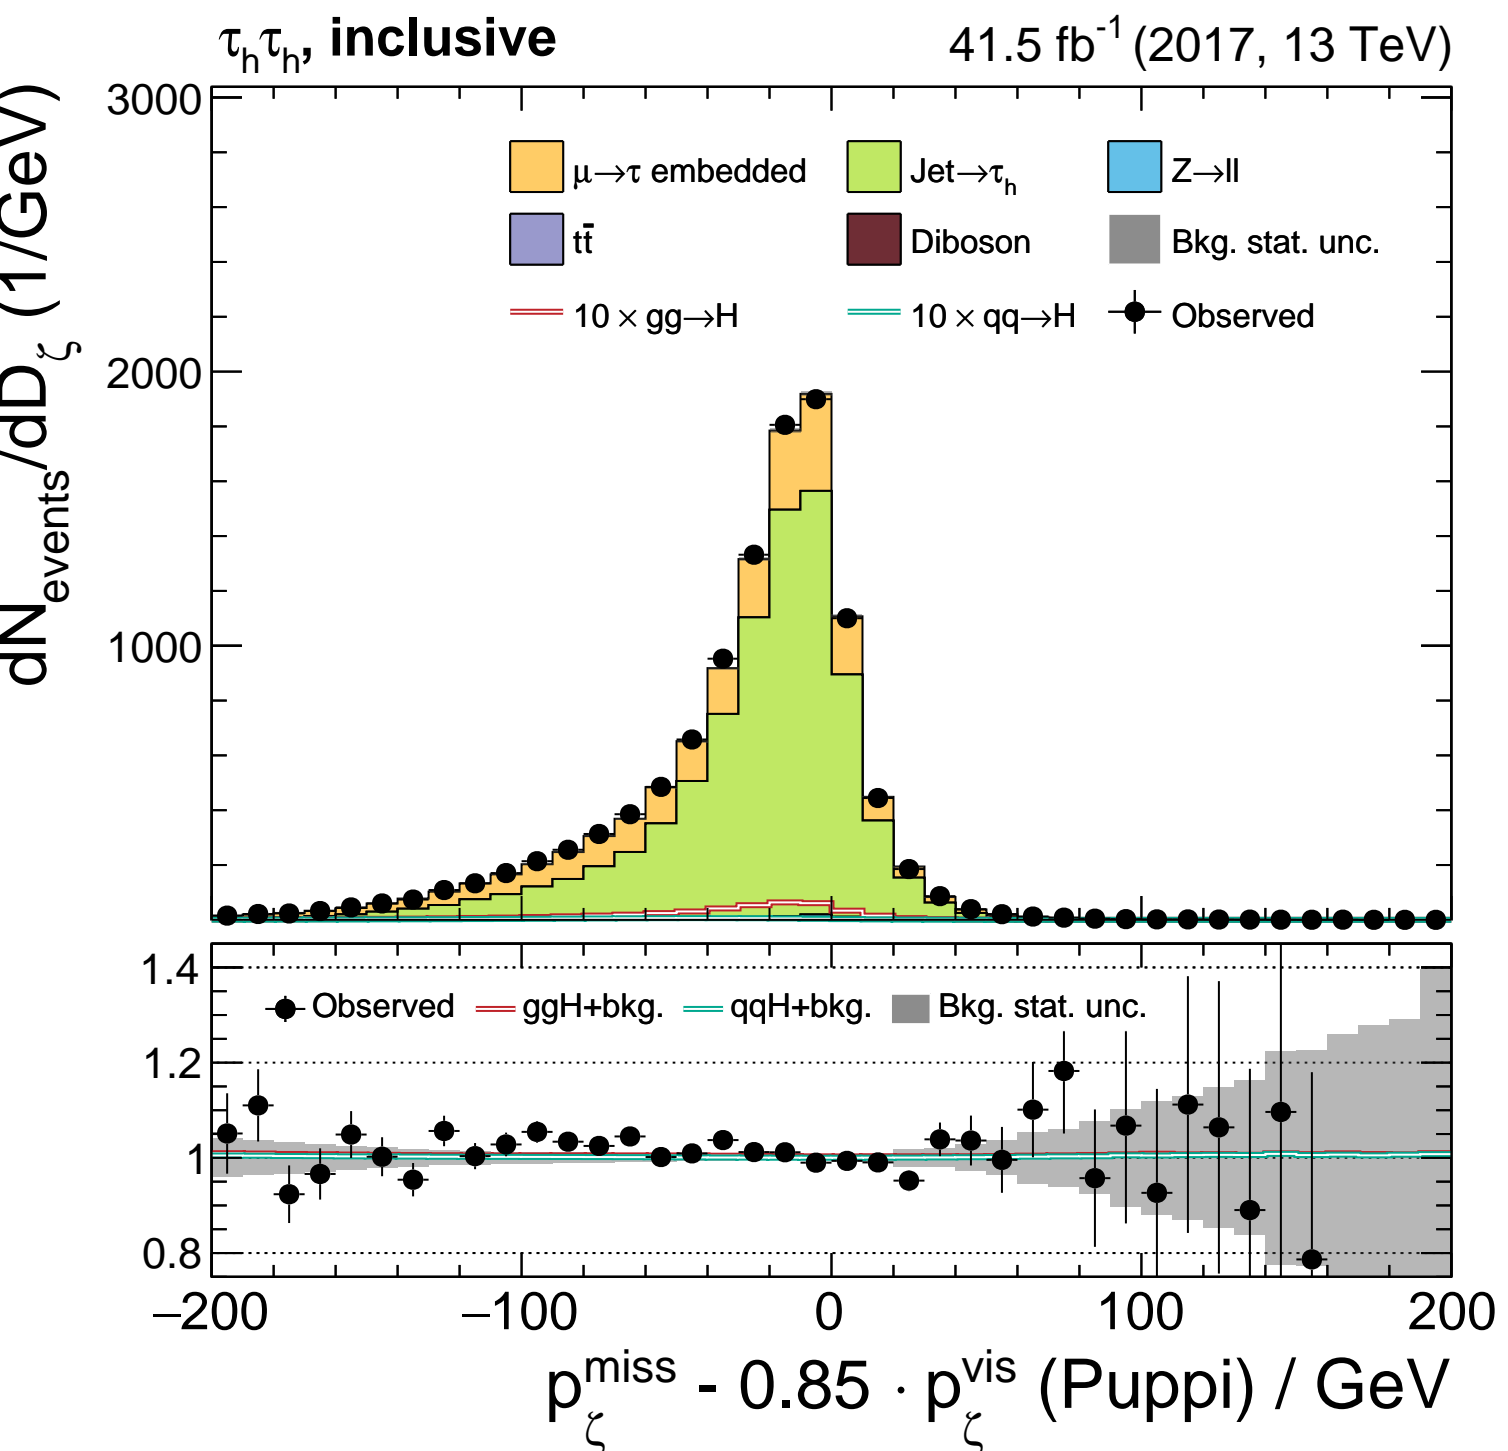 τhτh, inclusive
41.5 fb-1 (2017, 13 TeV)
dNevents/dDζ (1/GeV)
3000
2000
1000
μ→τ embedded
Jet→τh
Z→ll
tt̄
Diboson
Bkg. stat. unc.
10 × gg→H
10 × qq→H
Observed
1.4
1.2
1
0.8
Observed
ggH+bkg.
qqH+bkg.
Bkg. stat. unc.
−200
−100
0
100
200
pζmiss - 0.85 · pζvis (Puppi) / GeV